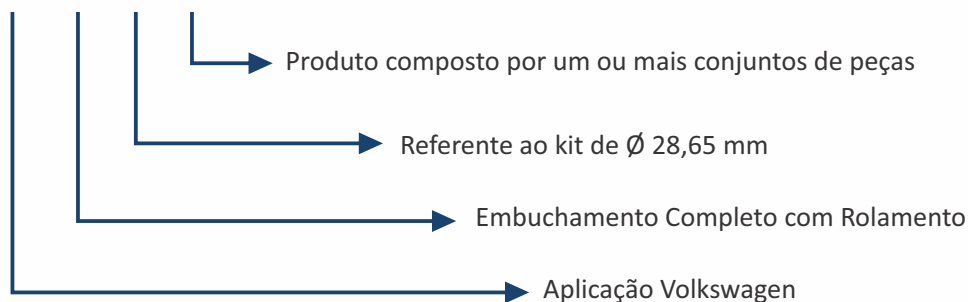 Produto composto por um ou mais conjuntos de peças
Referente ao kit de Ø 28,65 mm
Embuchamento Completo com Rolamento
Aplicação Volkswagen